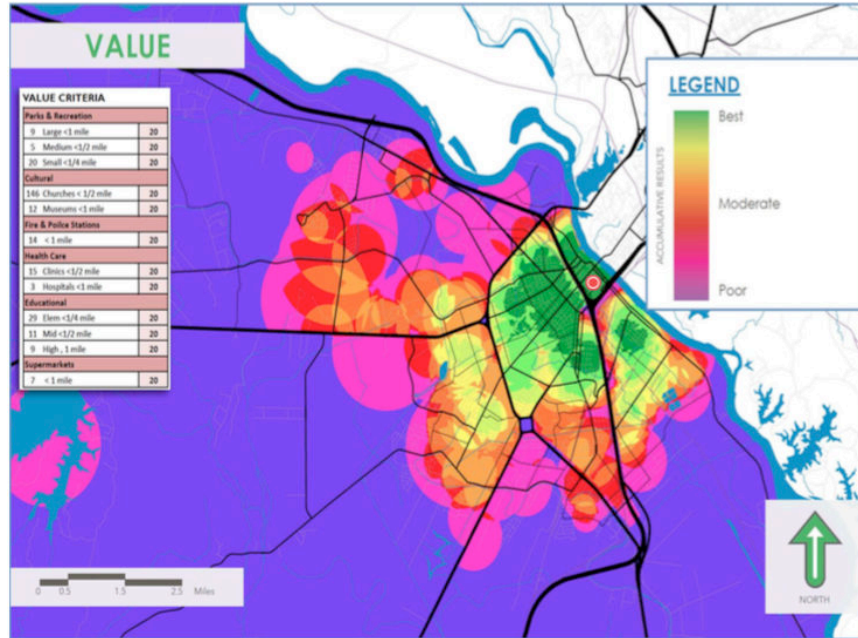 VALUE
VALUE CRITERIA
Parks & Recreation
9 Large <1 mile 20
5 Medium <1/2 mile 20
20 Small <1/4 mile 20
Cultural
146 Churches < 1/2 mile 20
12 Museums <1 mile 20
Fire & Poilce Stations
14 < 1 mile 20
Health Care
15 Clinics <1/2 mile 20
3 Hospitals <1 mile 20
Educational
29 Elem <1/4 mile 20
11 Mid <1/2 mile 20
9 High , 1 mile 20
Supermarkets
7 < 1 mile 20
LEGEND
ACCUMULATIVE RESULTS
Best
Moderate
Poor
0 0.5 1.5 2.5 Miles
NORTH